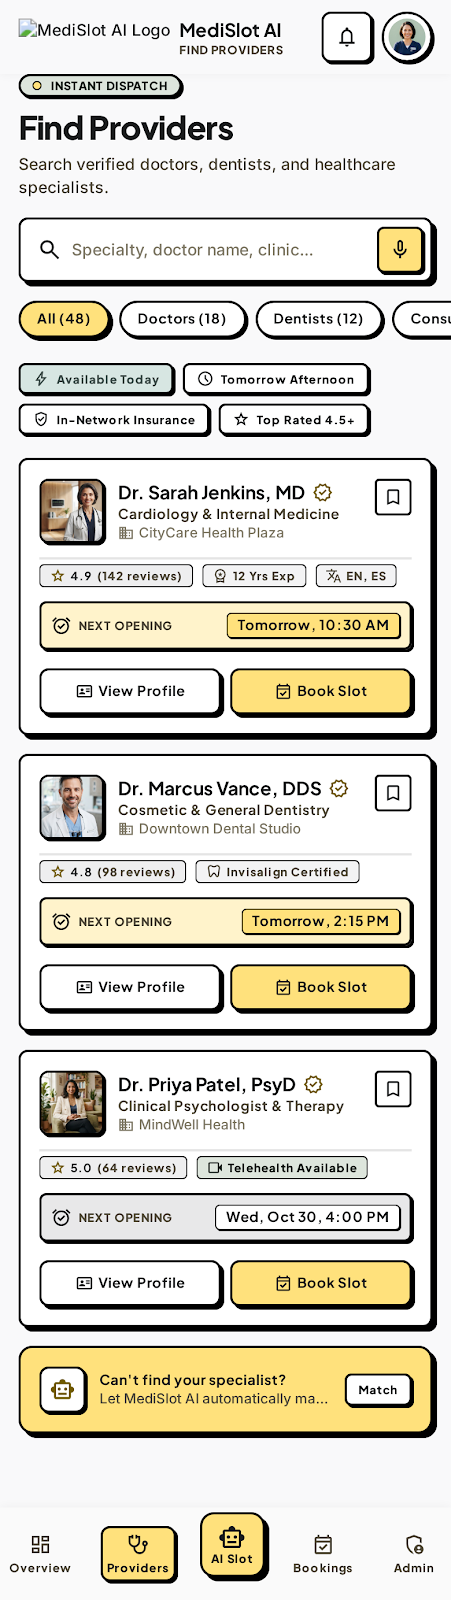 MediSlot AI Logo
MediSlot AI
FIND PROVIDERS
INSTANT DISPATCH
Find Providers
Search verified doctors, dentists, and healthcare
specialists.
Specialty, doctor name, clinic...
All (48)
Doctors (18)
Dentists (12)
Consu
Available Today
Tomorrow Afternoon
In-Network Insurance
Top Rated 4.5+
Dr. Sarah Jenkins, MD
Cardiology & Internal Medicine
CityCare Health Plaza
4.9 (142 reviews)
12 Yrs Exp
EN, ES
NEXT OPENING
Tomorrow, 10:30 AM
View Profile
Book Slot
Dr. Marcus Vance, DDS
Cosmetic & General Dentistry
Downtown Dental Studio
4.8 (98 reviews)
Invisalign Certified
NEXT OPENING
Tomorrow, 2:15 PM
View Profile
Book Slot
Dr. Priya Patel, PsyD
Clinical Psychologist & Therapy
MindWell Health
5.0 (64 reviews)
Telehealth Available
NEXT OPENING
Wed, Oct 30, 4:00 PM
View Profile
Book Slot
Can't find your specialist?
Let MediSlot AI automatically ma...
Match
Overview
Providers
AI Slot
Bookings
Admin